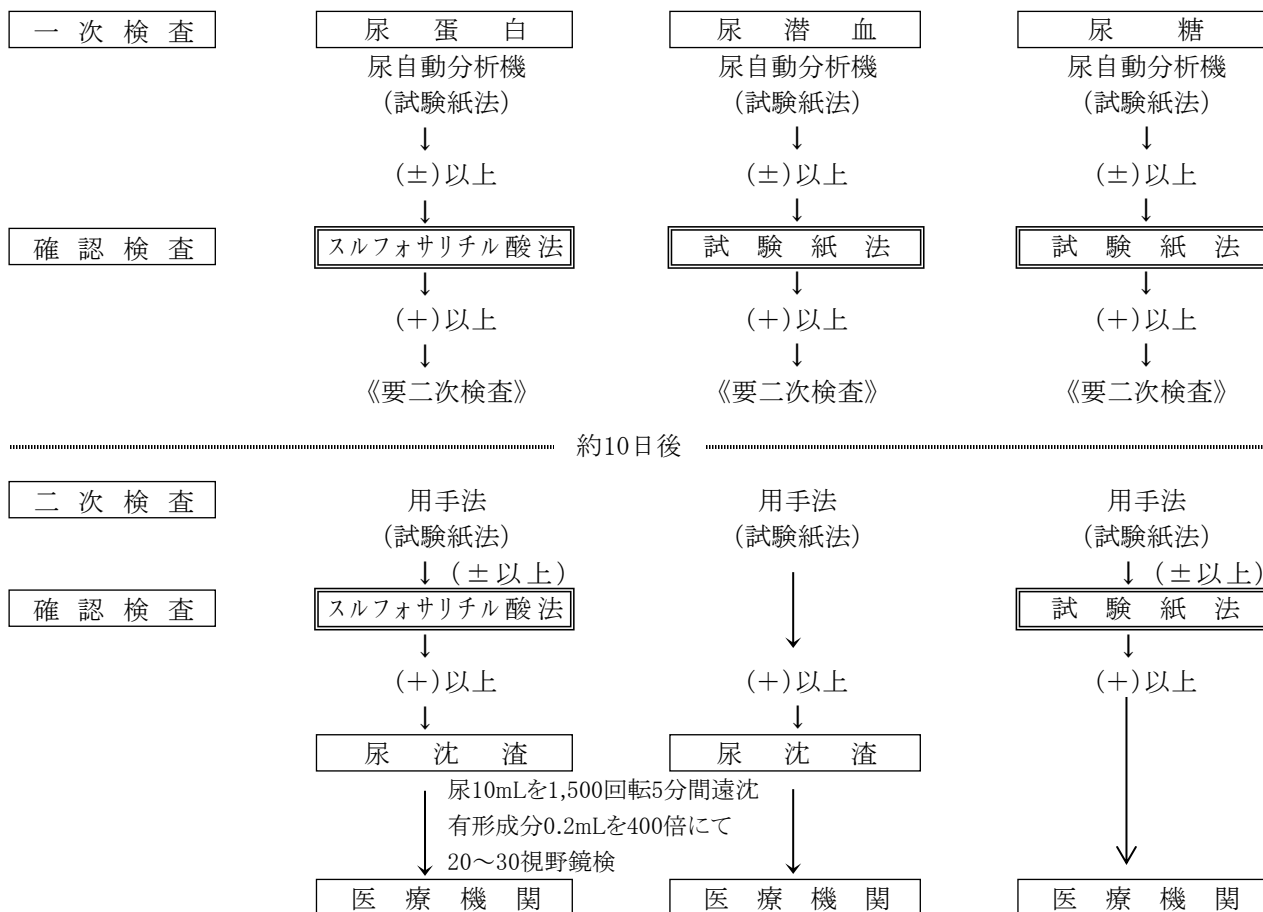 一次検査 尿蛋白 尿潜血 尿糖
尿自動分析機 尿自動分析機 尿自動分析機
(試験紙法) (試験紙法) (試験紙法)
↓ ↓ ↓
(±)以上 (±)以上 (±)以上
↓ ↓ ↓
確認検査 スルフォサリチル酸法 試験紙法 試験紙法
↓ ↓ ↓
(+)以上 (+)以上 (+)以上
↓ ↓ ↓
《要二次検査》 《要二次検査》 《要二次検査》
約10日後
二次検査 用手法 用手法 用手法
(試験紙法) (試験紙法) (試験紙法)
↓(±以上) ↓(±以上)
確認検査 スルフォサリチル酸法 試験紙法
↓ ↓
(+)以上 (+)以上 (+)以上
↓ ↓
尿沈渣 尿沈渣
尿10mLを1,500回転5分間遠沈
有形成分0.2mLを400倍にて
20～30視野鏡検
医療機関 医療機関 医療機関